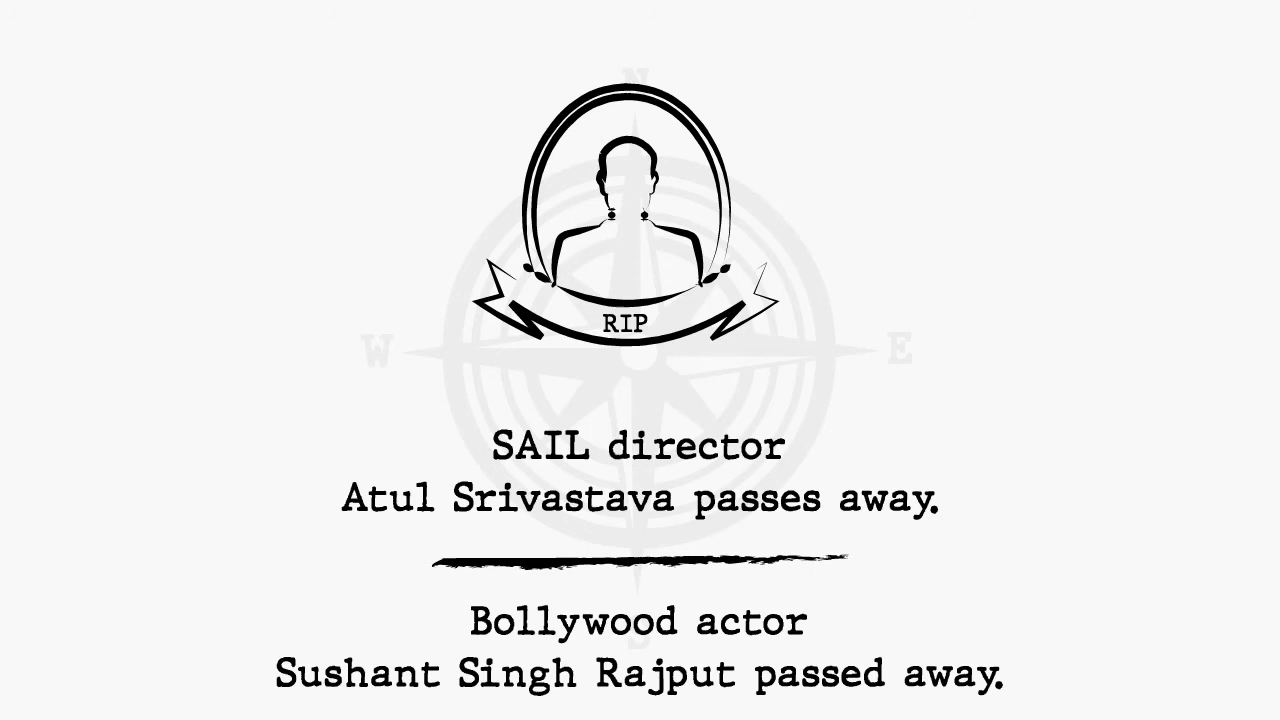 N
RIP
W
E
SAIL director
Atul Srivastava passes away.
Bollywood actor
S
Sushant Singh Rajput passed away.